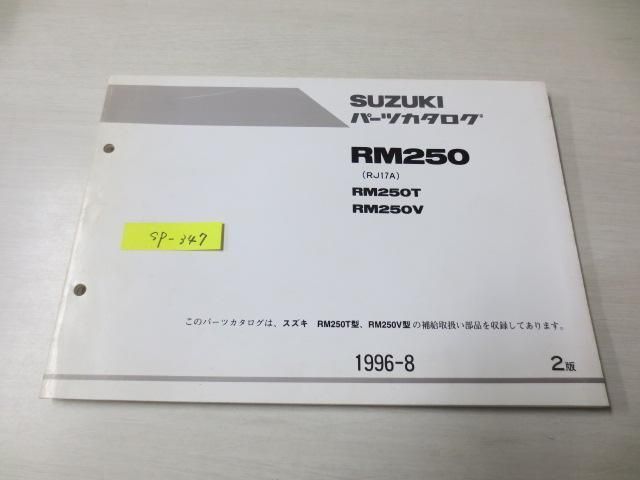 SUZUKI
パーツカタログ
RM250
(RJ17A)
RM250T
RM250V
SP-347
このパーツカタログは、スズキ RM250T型、RM250V型の補給取扱い部品を収録してあります。
1996-8 2版